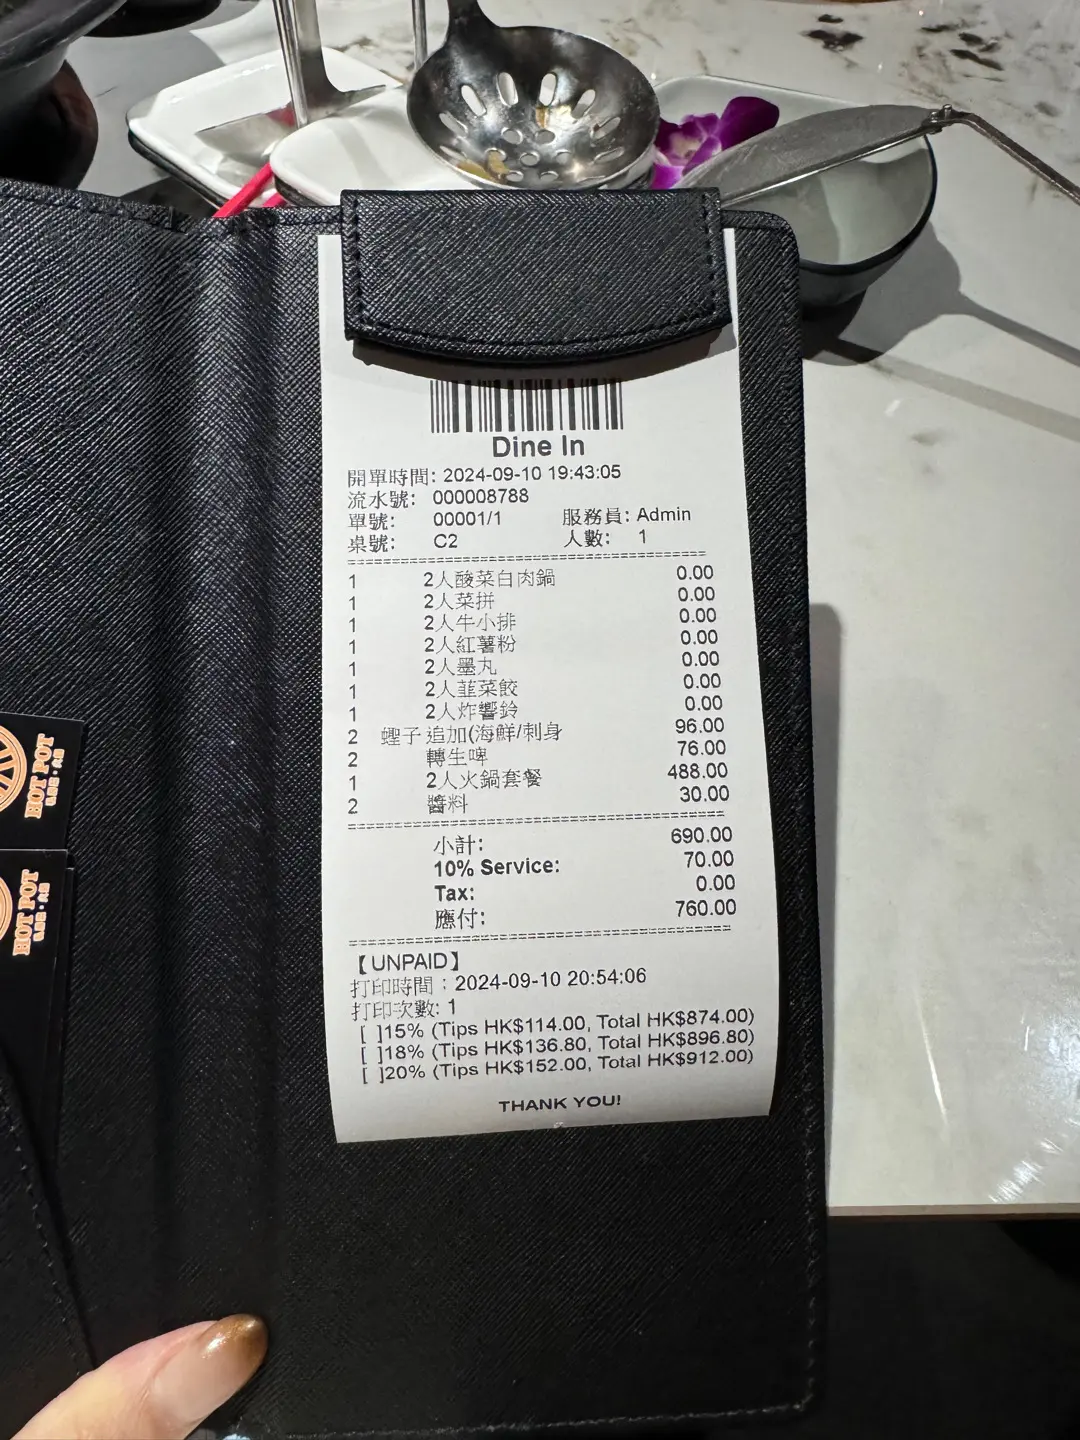 Dine In
開單時間: 2024-09-10 19:43:05
流水號: 000008788
單號: 00001/1 服務員: Admin
桌號: C2 人數: 1
1 2人酸菜白肉鍋 0.00
1 2人菜拼 0.00
1 2人牛小排 0.00
1 2人紅薯粉 0.00
1 2人墨丸 0.00
1 2人韮菜餃 0.00
1 2人炸響鈴 0.00
2 蟶子 追加(海鮮/刺身 96.00
2 轉生啤 76.00
1 2人火鍋套餐 488.00
2 醬料 30.00
小計: 690.00
10% Service: 70.00
Tax: 0.00
應付: 760.00
【UNPAID】
打印時間：2024-09-10 20:54:06
打印次數: 1
[ ]15% (Tips HK$114.00, Total HK$874.00)
[ ]18% (Tips HK$136.80, Total HK$896.80)
[ ]20% (Tips HK$152.00, Total HK$912.00)
THANK YOU!
HOT POT
HOT POT